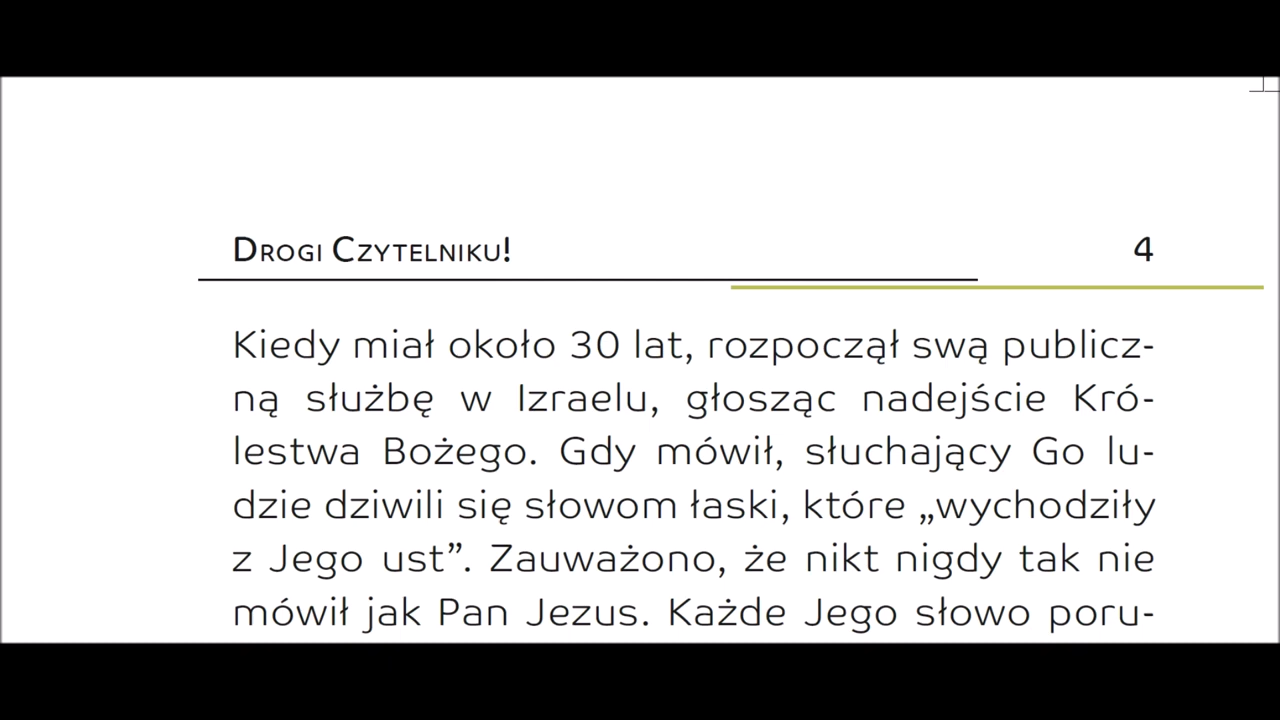 Drogi Czytelniku! 4
Kiedy miał około 30 lat, rozpoczął swą publicz-
ną służbę w Izraelu, głosząc nadejście Kró-
lestwa Bożego. Gdy mówił, słuchający Go lu-
dzie dziwili się słowom łaski, które „wychodziły
z Jego ust”. Zauważono, że nikt nigdy tak nie
mówił jak Pan Jezus. Każde Jego słowo poru-